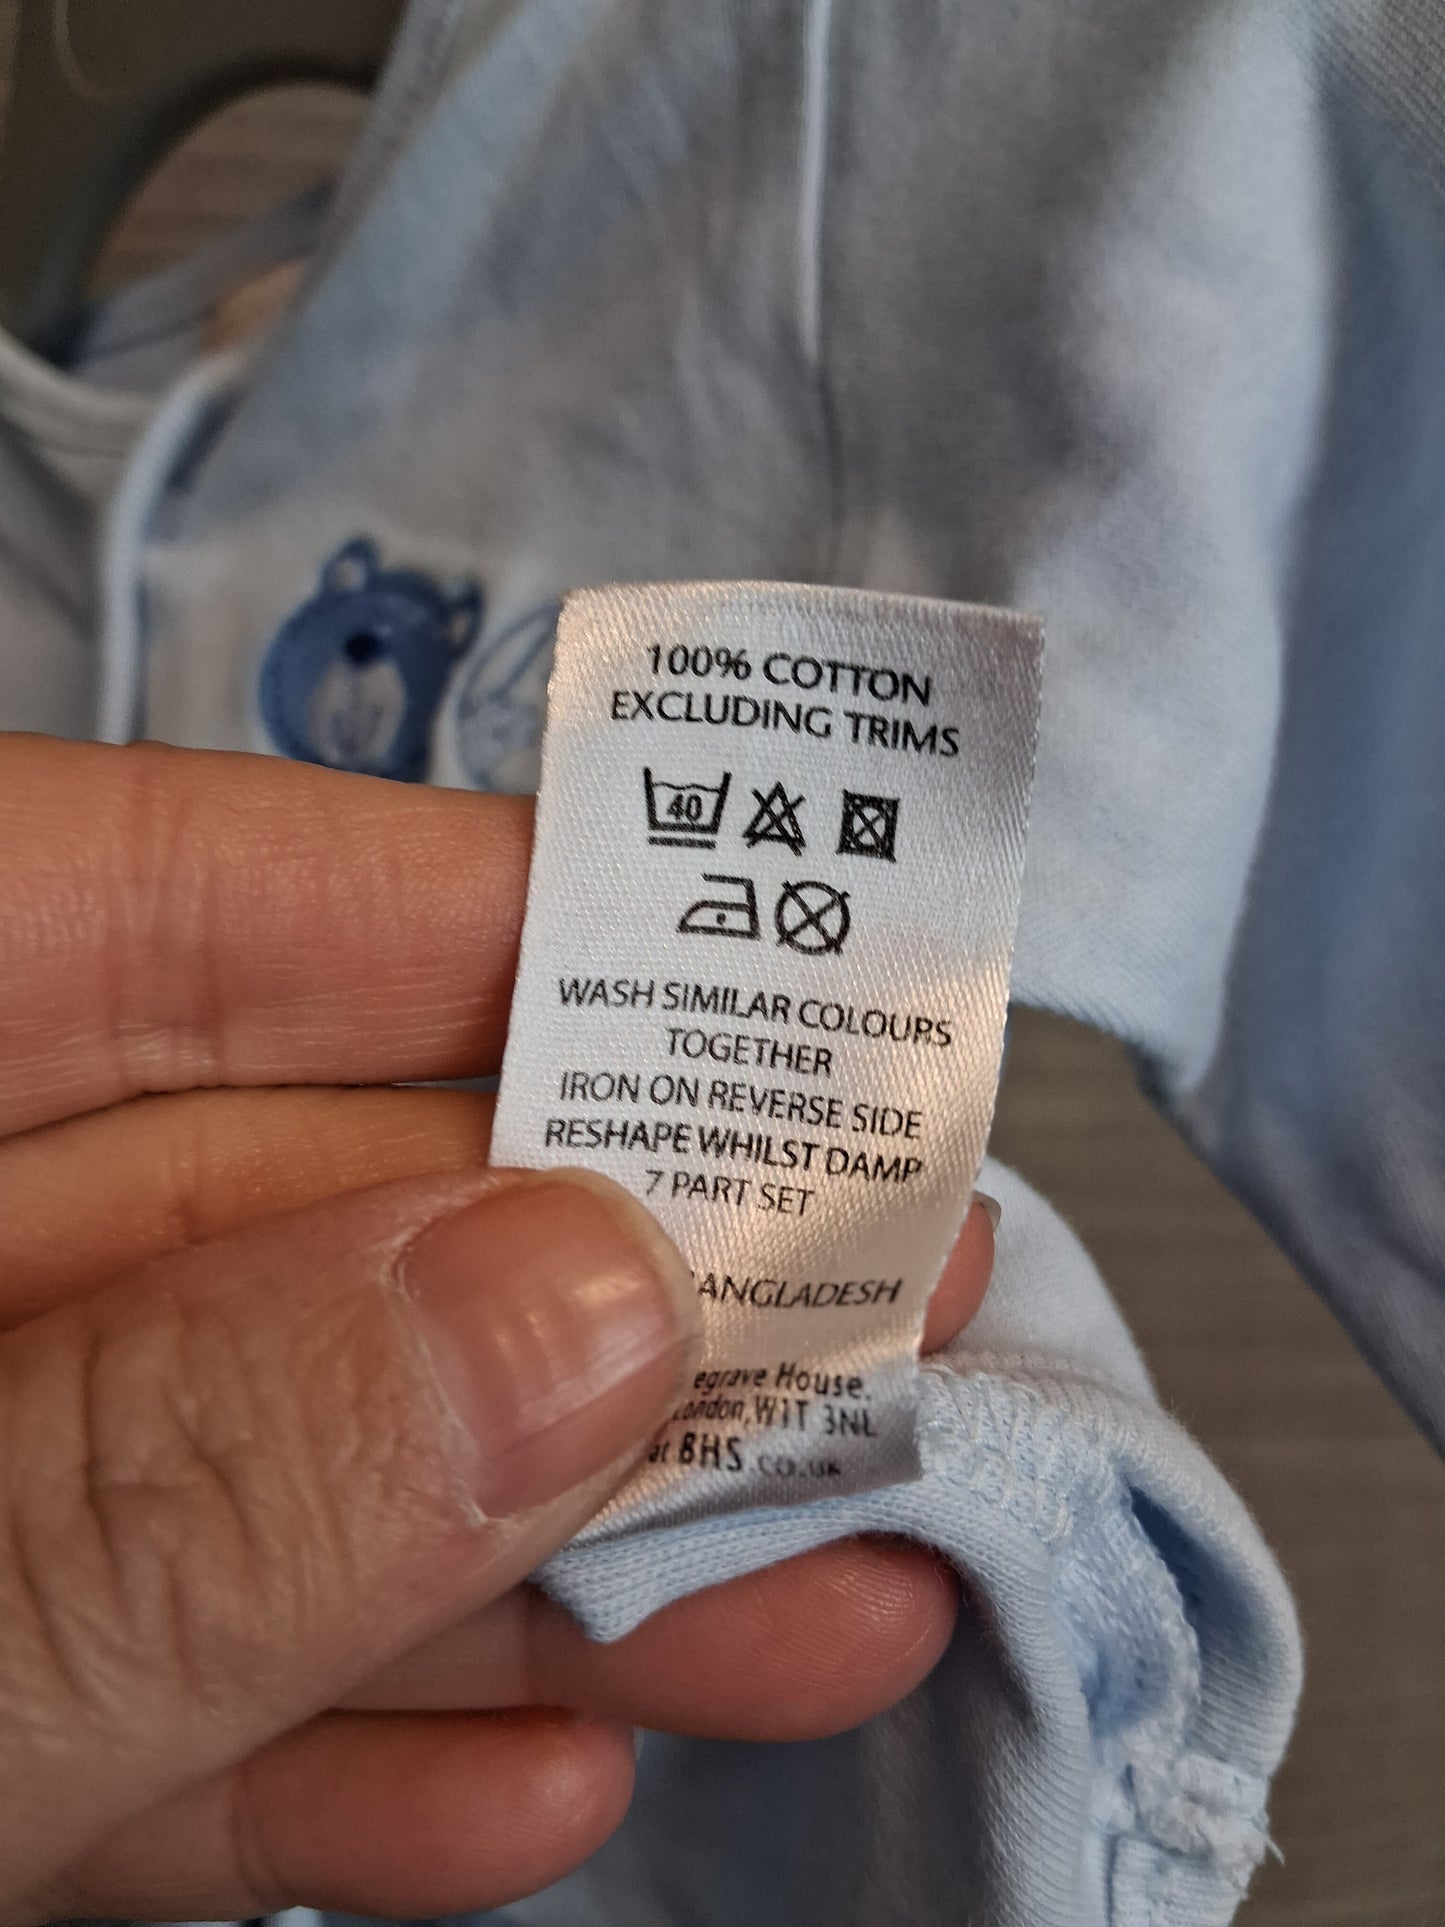 100% COTTON
EXCLUDING TRIMS
40
WASH SIMILAR COLOURS
TOGETHER
IRON ON REVERSE SIDE
RESHAPE WHILST DAMP
7 PART SET
ANGLADESH
egrave House.
London, W1T 3NL
at BHS.CO.UK